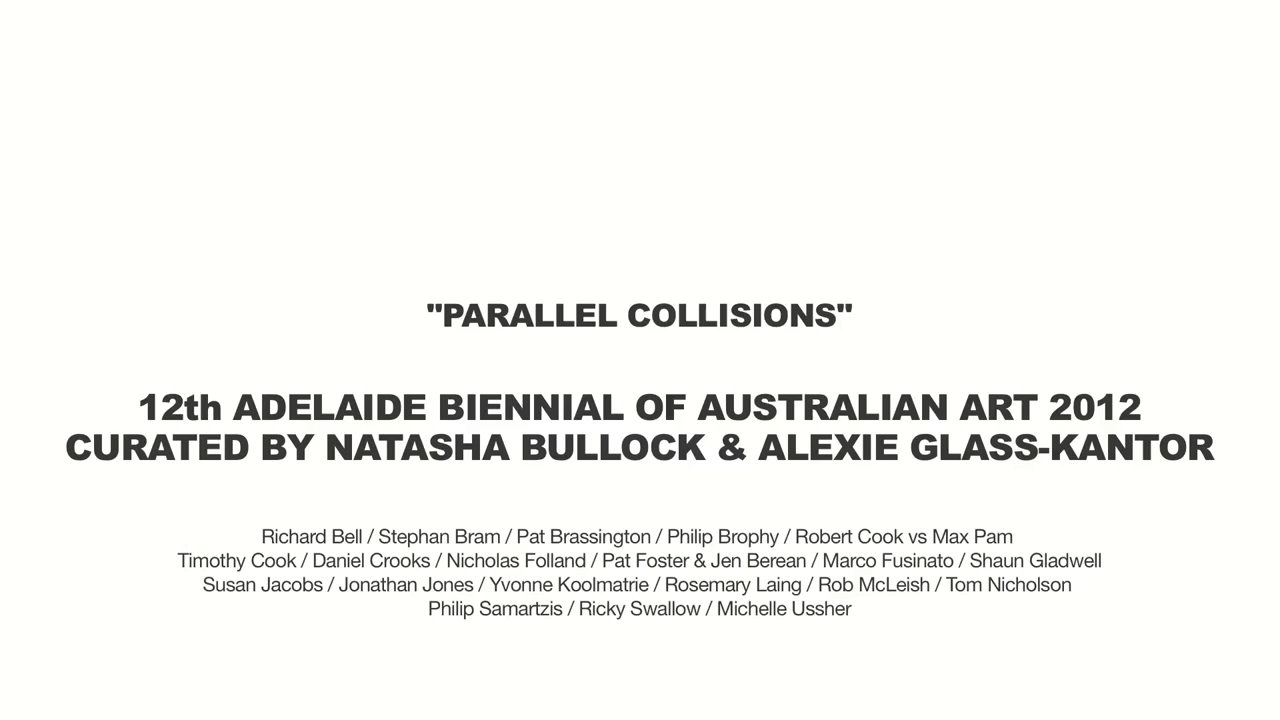 "PARALLEL COLLISIONS"
12th ADELAIDE BIENNIAL OF AUSTRALIAN ART 2012
CURATED BY NATASHA BULLOCK & ALEXIE GLASS-KANTOR
Richard Bell / Stephan Bram / Pat Brassington / Philip Brophy / Robert Cook vs Max Pam
Timothy Cook / Daniel Crooks / Nicholas Folland / Pat Foster & Jen Berean / Marco Fusinato / Shaun Gladwell
Susan Jacobs / Jonathan Jones / Yvonne Koolmatrie / Rosemary Laing / Rob McLeish / Tom Nicholson
Philip Samartzis / Ricky Swallow / Michelle Ussher